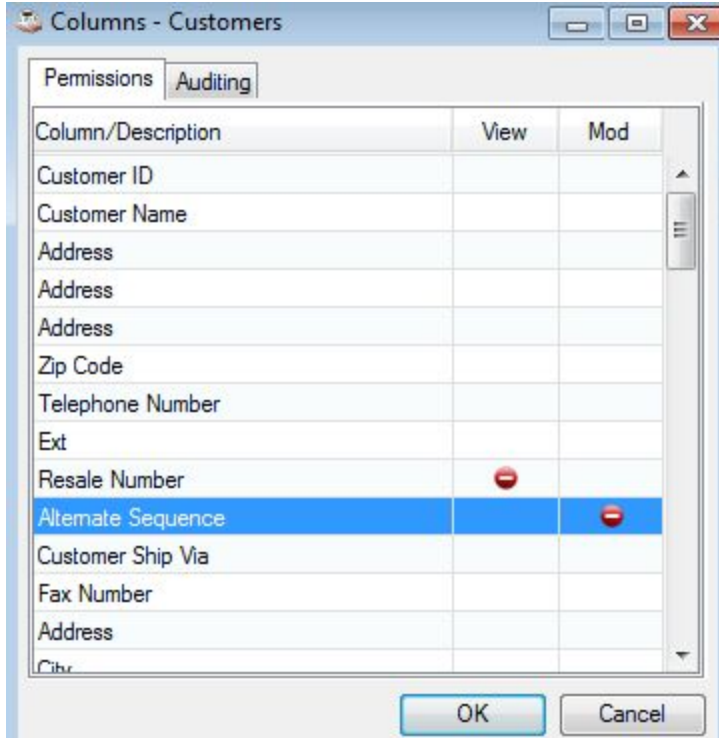 Columns - Customers
Permissions Auditing
Column/Description View Mod
Customer ID
Customer Name
Address
Address
Address
Zip Code
Telephone Number
Ext
Resale Number
Alternate Sequence
Customer Ship Via
Fax Number
Address
City
OK Cancel